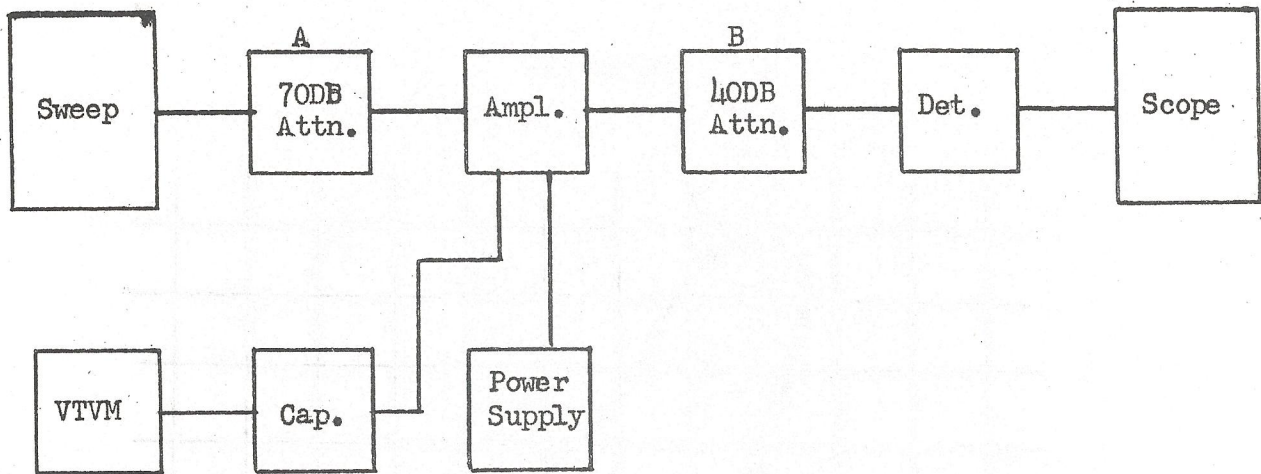 A
B
Sweep
70DB
Attn.
Ampl.
40DB
Attn.
Det.
Scope
VTVM
Cap.
Power
Supply